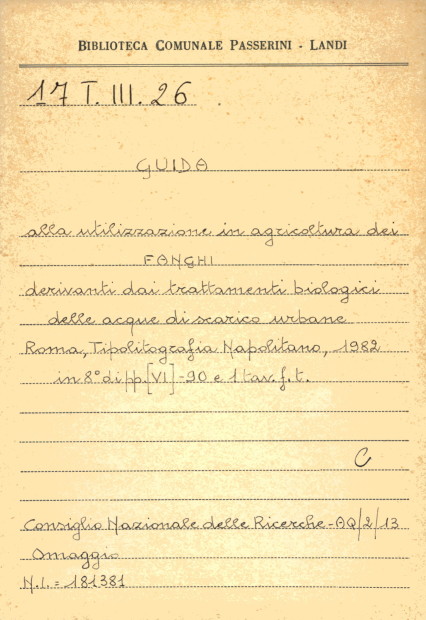 BIBLIOTECA COMUNALE PASSERINI - LANDI
17 T. III. 26
GUIDA
alla utilizzazione in agricoltura dei
FANGHI
derivanti dai trattamenti biologici
delle acque di scarico urbane
Roma, Tipolitografia Napolitano, 1982
in 8° di pp. [VI] - 90 e 1 tav. f. t.
C
Consiglio Nazionale delle Ricerche - AQ/2/13
Omaggio
N.I. = 181381